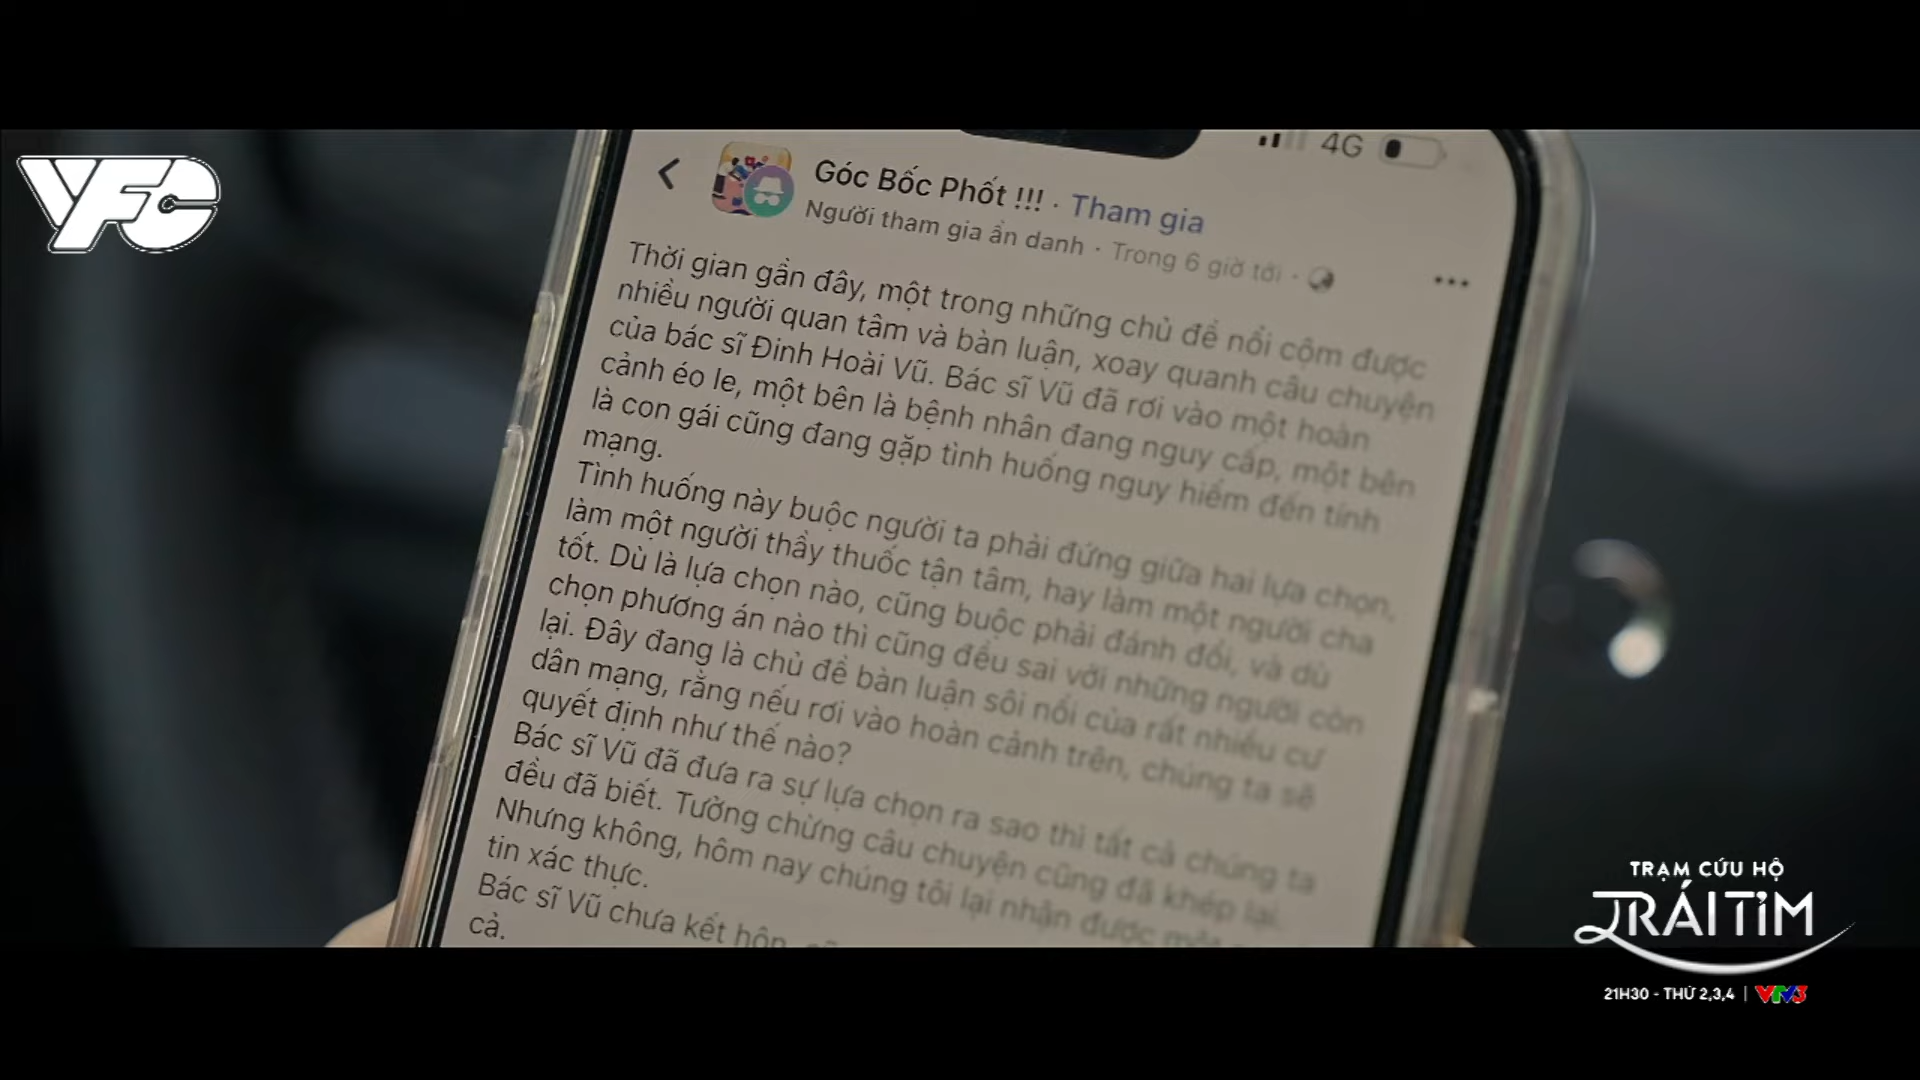 VFC
4G
Góc Bốc Phốt !!! · Tham gia
Người tham gia ẩn danh · Trong 6 giờ tới ·
Thời gian gần đây, một trong những chủ đề nổi cộm được
nhiều người quan tâm và bàn luận, xoay quanh câu chuyện
của bác sĩ Đinh Hoài Vũ. Bác sĩ Vũ đã rơi vào một hoàn
cảnh éo le, một bên là bệnh nhân đang nguy cấp, một bên
là con gái cũng đang gặp tình huống nguy hiểm đến tính
mạng.
Tình huống này buộc người ta phải đứng giữa hai lựa chọn,
làm một người thầy thuốc tận tâm, hay làm một người cha
tốt. Dù là lựa chọn nào, cũng buộc phải đánh đổi, và dù
chọn phương án nào thì cũng đều sai với những người còn
lại. Đây đang là chủ đề bàn luận sôi nổi của rất nhiều cư
dân mạng, rằng nếu rơi vào hoàn cảnh trên, chúng ta sẽ
quyết định như thế nào?
Bác sĩ Vũ đã đưa ra sự lựa chọn ra sao thì tất cả chúng ta
đều đã biết. Tưởng chừng câu chuyện cũng đã khép lại.
Nhưng không, hôm nay chúng tôi lại nhận được một
tin xác thực.
Bác sĩ Vũ chưa kết hôn
cả.
TRẠM CỨU HỘ
TRÁI TIM
21H30 - THỨ 2,3,4 | VTV3